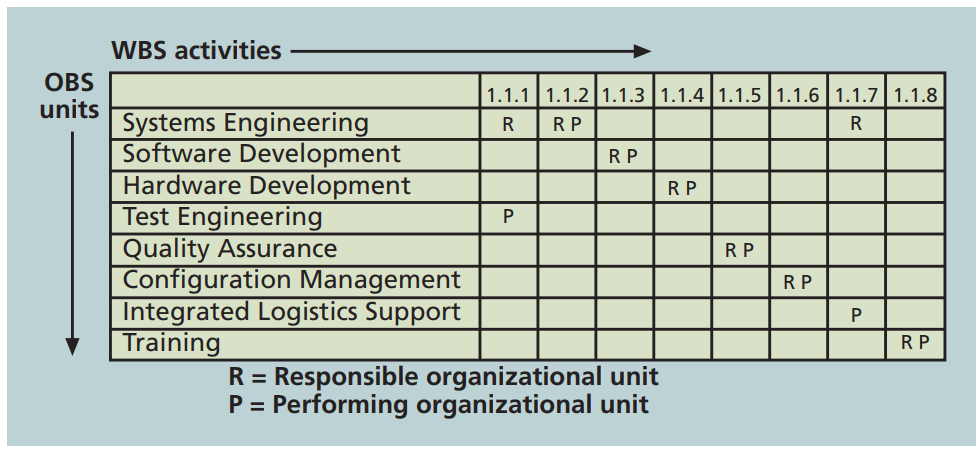 WBS activities
OBS units
1.1.1 1.1.2 1.1.3 1.1.4 1.1.5 1.1.6 1.1.7 1.1.8
Systems Engineering R R P R
Software Development R P
Hardware Development R P
Test Engineering P
Quality Assurance R P
Configuration Management R P
Integrated Logistics Support P
Training R P
R = Responsible organizational unit
P = Performing organizational unit